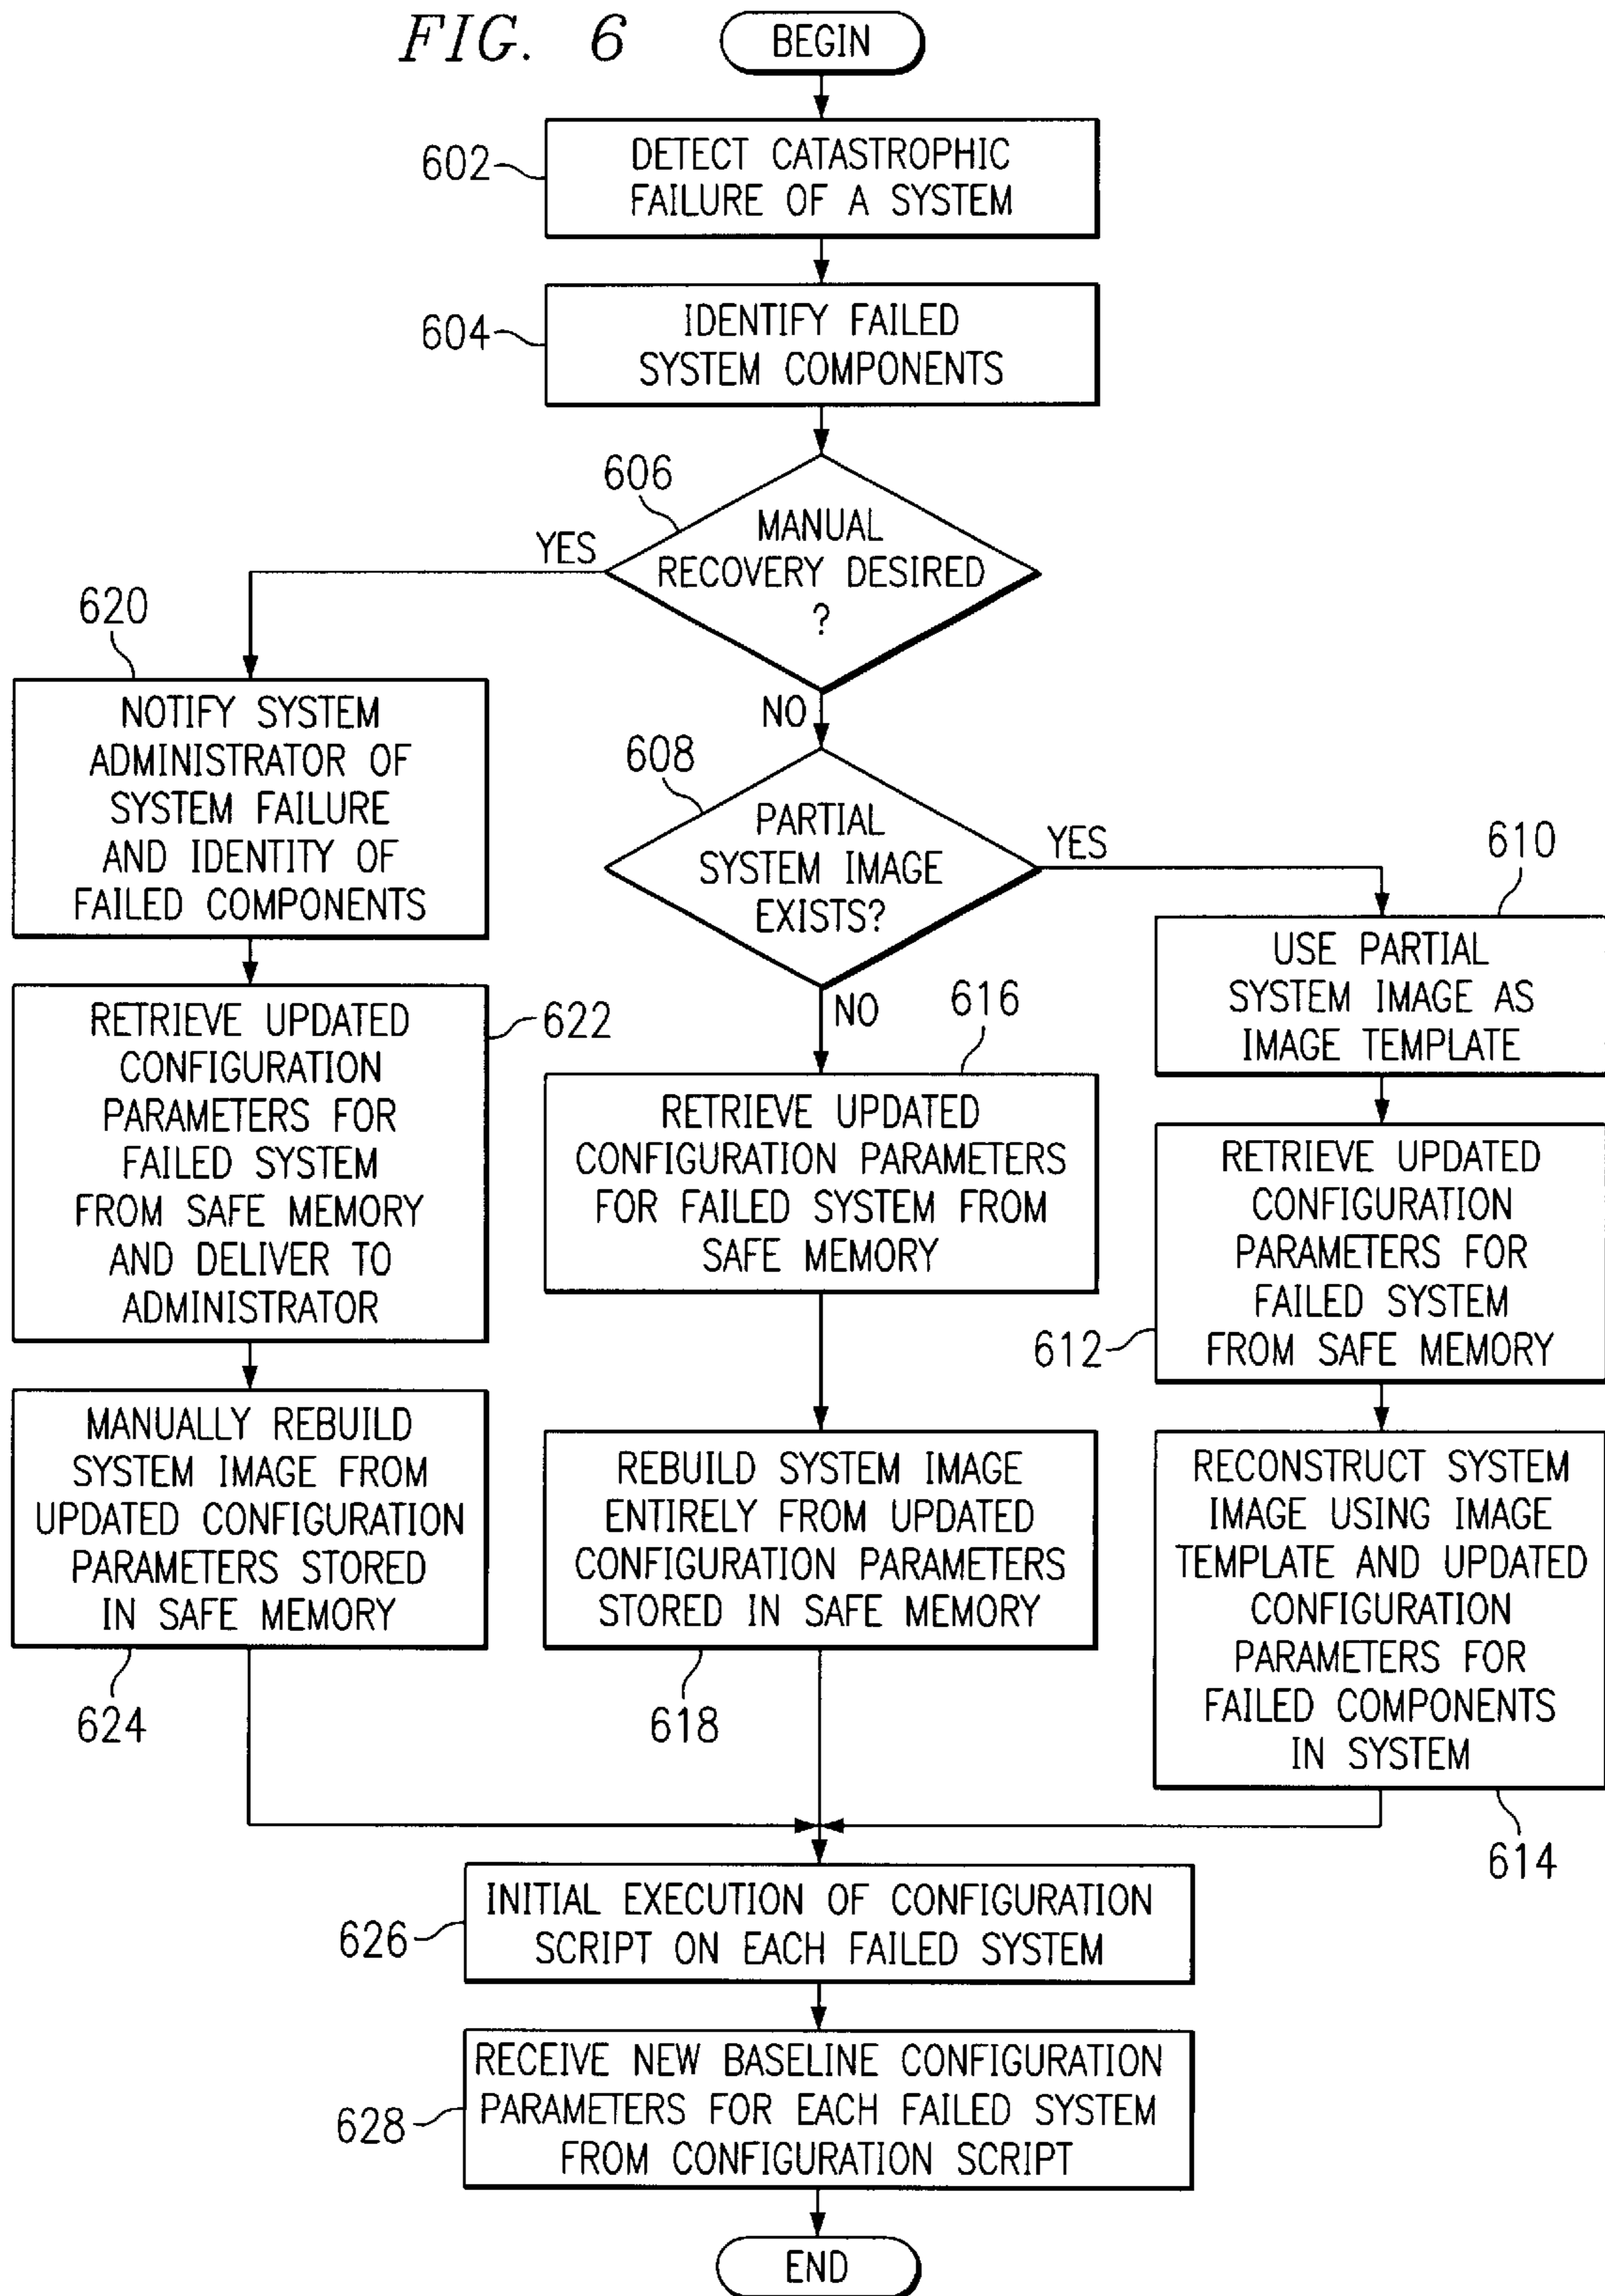 FIG. 6
BEGIN
602
DETECT CATASTROPHIC
FAILURE OF A SYSTEM
604
IDENTIFY FAILED
SYSTEM COMPONENTS
606
MANUAL
RECOVERY DESIRED
?
YES
NO
620
NOTIFY SYSTEM
ADMINISTRATOR OF
SYSTEM FAILURE
AND IDENTITY OF
FAILED COMPONENTS
622
RETRIEVE UPDATED
CONFIGURATION
PARAMETERS FOR
FAILED SYSTEM
FROM SAFE MEMORY
AND DELIVER TO
ADMINISTRATOR
MANUALLY REBUILD
SYSTEM IMAGE FROM
UPDATED CONFIGURATION
PARAMETERS STORED
IN SAFE MEMORY
624
608
PARTIAL
SYSTEM IMAGE
EXISTS?
YES
NO
616
RETRIEVE UPDATED
CONFIGURATION PARAMETERS
FOR FAILED SYSTEM FROM
SAFE MEMORY
REBUILD SYSTEM IMAGE
ENTIRELY FROM UPDATED
CONFIGURATION PARAMETERS
STORED IN SAFE MEMORY
618
610
USE PARTIAL
SYSTEM IMAGE AS
IMAGE TEMPLATE
612
RETRIEVE UPDATED
CONFIGURATION
PARAMETERS FOR
FAILED SYSTEM
FROM SAFE MEMORY
RECONSTRUCT SYSTEM
IMAGE USING IMAGE
TEMPLATE AND UPDATED
CONFIGURATION
PARAMETERS FOR
FAILED COMPONENTS
IN SYSTEM
614
626
INITIAL EXECUTION OF CONFIGURATION
SCRIPT ON EACH FAILED SYSTEM
628
RECEIVE NEW BASELINE CONFIGURATION
PARAMETERS FOR EACH FAILED SYSTEM
FROM CONFIGURATION SCRIPT
END